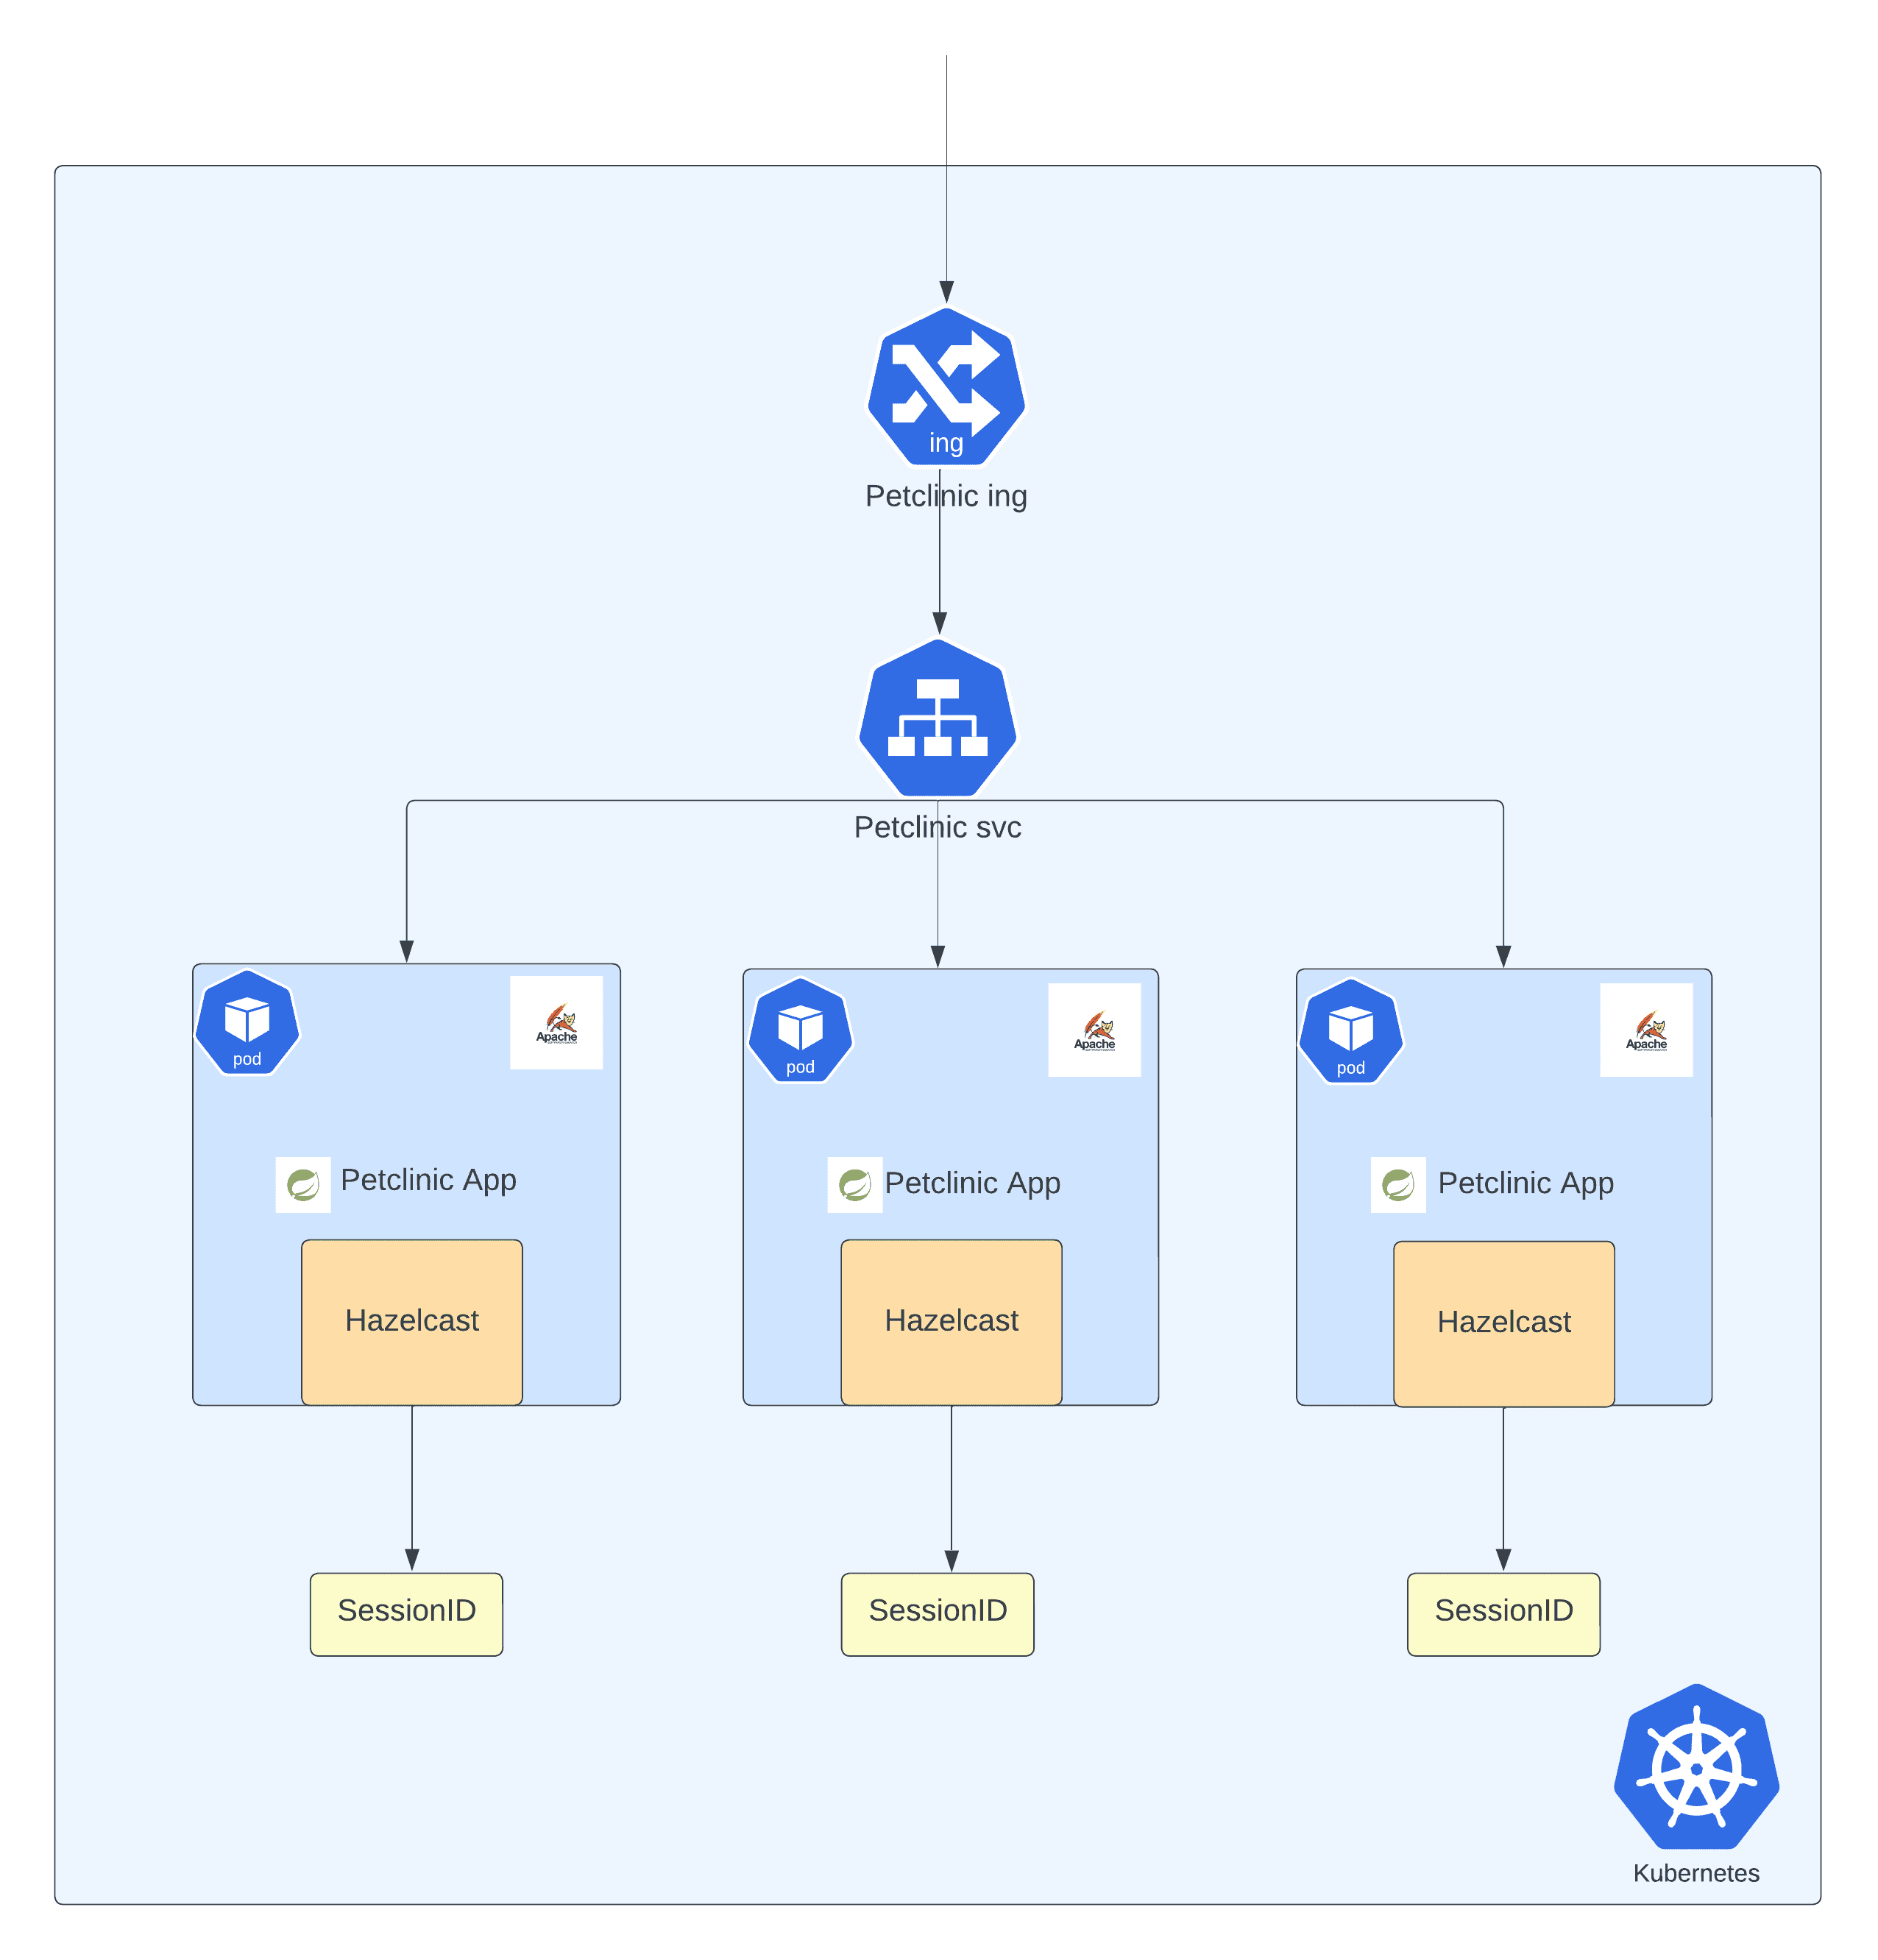 ing
Petclinic ing
Petclinic svc
pod
Apache
pod
Apache
pod
Apache
Petclinic App
Petclinic App
Petclinic App
Hazelcast
Hazelcast
Hazelcast
SessionID
SessionID
SessionID
Kubernetes